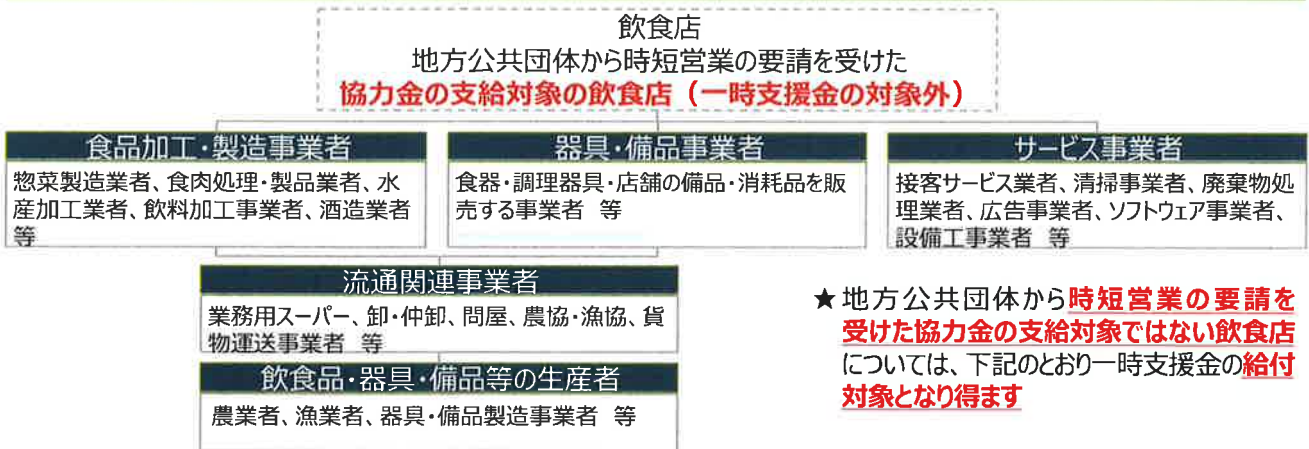 飲食店
地方公共団体から時短営業の要請を受けた
協力金の支給対象の飲食店（一時支援金の対象外）
食品加工・製造事業者
惣菜製造業者、食肉処理・製品業者、水
産加工業者、飲料加工事業者、酒造業者
等
器具・備品事業者
食器・調理器具・店舗の備品・消耗品を販
売する事業者 等
サービス事業者
接客サービス業者、清掃事業者、廃棄物処
理業者、広告事業者、ソフトウェア事業者、
設備工事業者 等
流通関連事業者
業務用スーパー、卸・仲卸、問屋、農協・漁協、貨
物運送事業者 等
飲食品・器具・備品等の生産者
農業者、漁業者、器具・備品製造事業者 等
★地方公共団体から時短営業の要請を
受けた協力金の支給対象ではない飲食店
については、下記のとおり一時支援金の給付
対象となり得ます